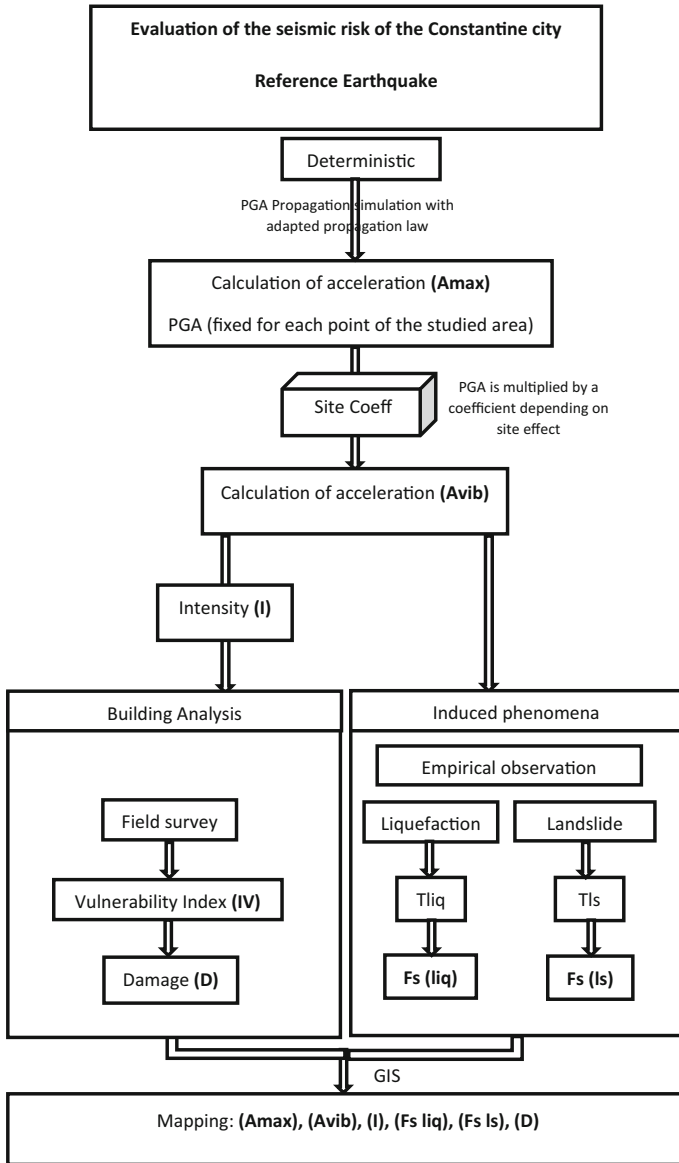 Evaluation of the seismic risk of the Constantine city
Reference Earthquake
Deterministic
PGA Propagation simulation with
adapted propagation law
Calculation of acceleration (Amax)
PGA (fixed for each point of the studied area)
Site Coeff
PGA is multiplied by a
coefficient depending on
site effect
Calculation of acceleration (Avib)
Intensity (I)
Building Analysis
Field survey
Vulnerability Index (IV)
Damage (D)
Induced phenomena
Empirical observation
Liquefaction
Landslide
Tliq
Tls
Fs (liq)
Fs (ls)
GIS
Mapping: (Amax), (Avib), (I), (Fs liq), (Fs ls), (D)